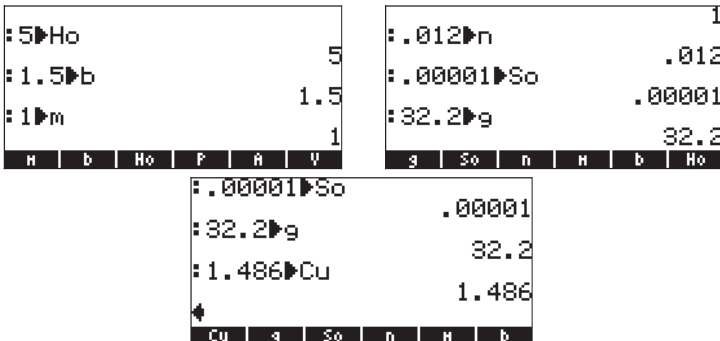 :5▶Ho
5
:1.5▶b
1.5
:1▶m
1
m b Ho P A V
1
:.012▶n
.012
:.00001▶So
.00001
:32.2▶g
32.2
g So n m b Ho
:.00001▶So
.00001
:32.2▶g
32.2
:1.486▶Cu
1.486
Cu g So n m b